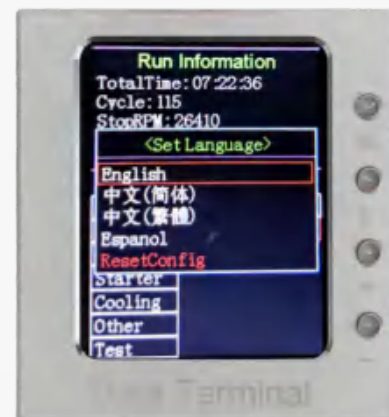 Run Information
TotalTime: 07:22:36
Cycle: 115
StopRPM: 26410
<Set Language>
English
中文(简体)
中文(繁體)
Espanol
ResetConfig
Starter
Cooling
Other
Test
Terminal